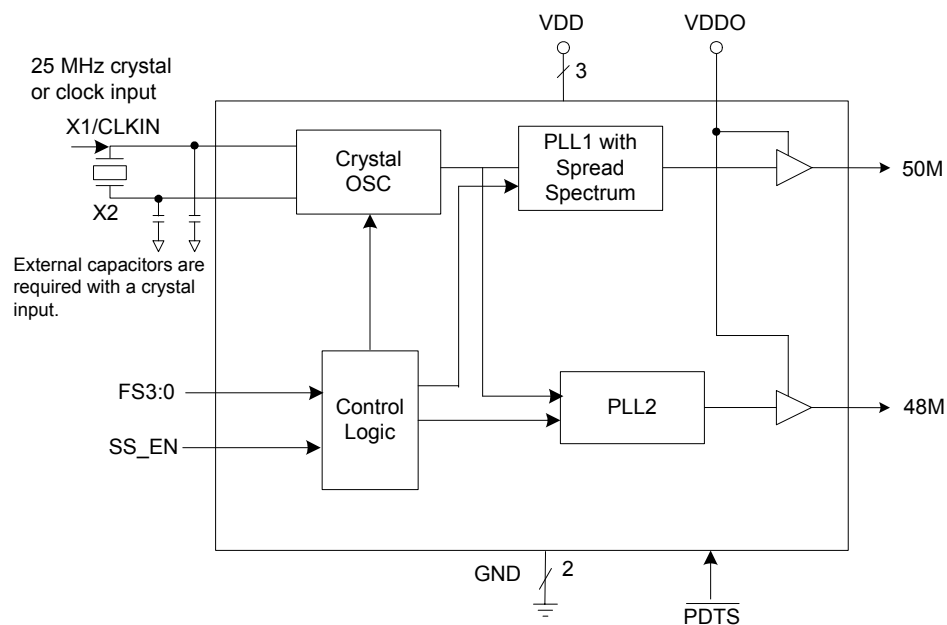 VDD
VDDO
3
25 MHz crystal
or clock input
X1/CLKIN
X2
External capacitors are
required with a crystal
input.
Crystal
OSC
PLL1 with
Spread
Spectrum
50M
FS3:0
SS_EN
Control
Logic
PLL2
48M
GND
2
PDTS